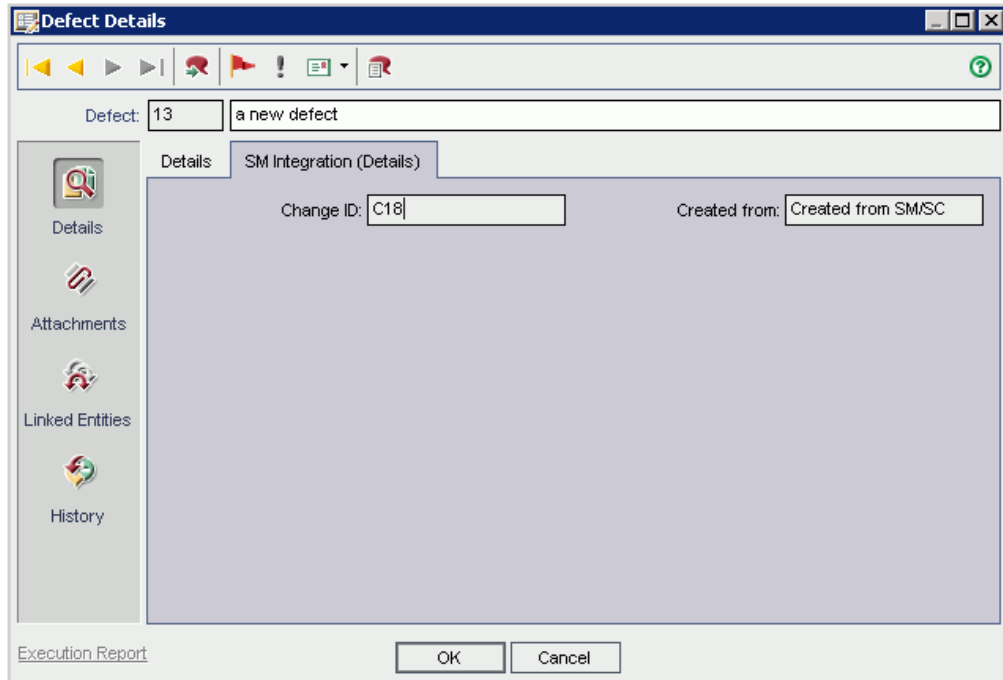 Defect Details
Defect: 13 a new defect
Details SM Integration (Details)
Change ID: C18 Created from: Created from SM/SC
Details
Attachments
Linked Entities
History
Execution Report
OK Cancel